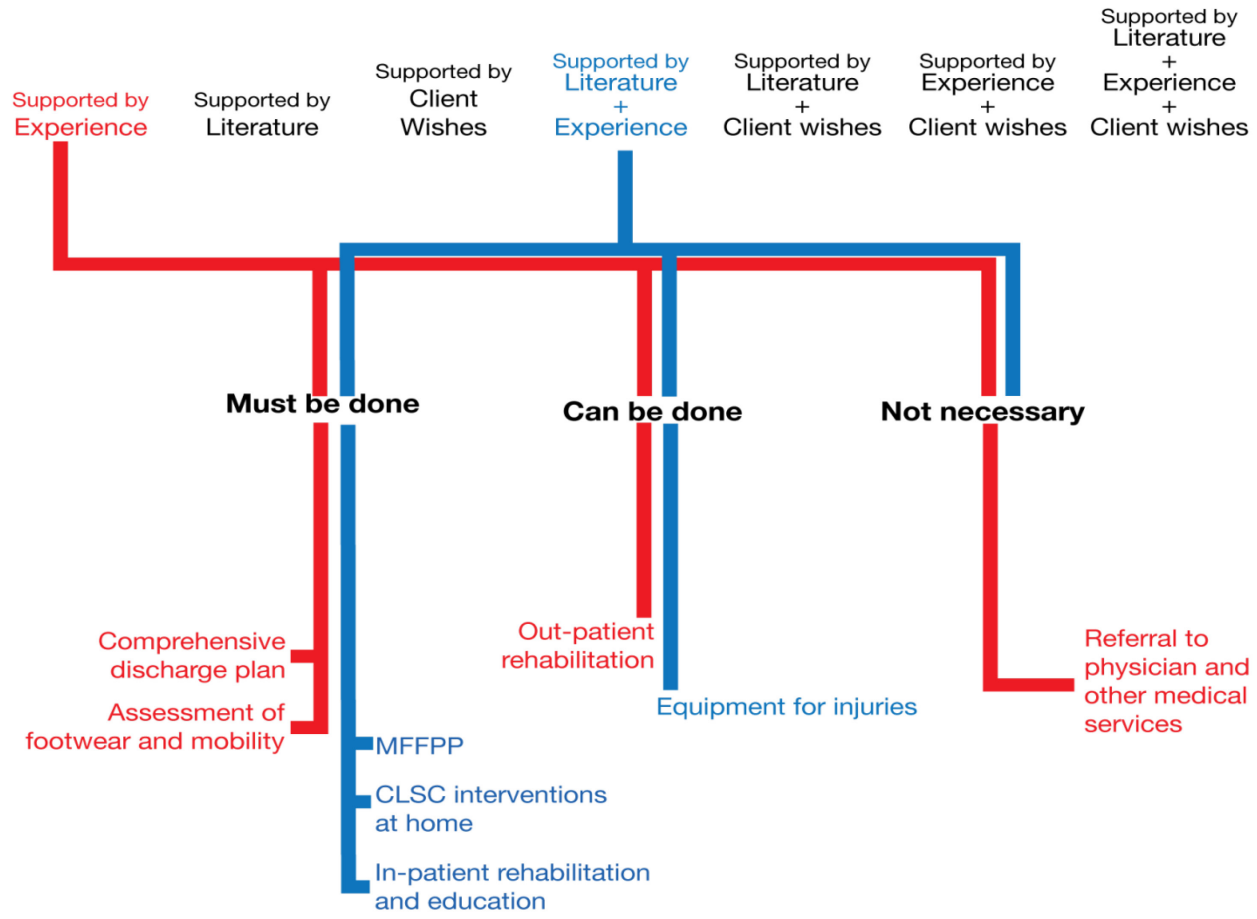 Supported by
Experience
Supported by
Literature
Supported by
Client
Wishes
Supported by
Literature
+
Experience
Supported by
Literature
+
Client wishes
Supported by
Experience
+
Client wishes
Supported by
Literature
+
Experience
+
Client wishes
Must be done
Can be done
Not necessary
Comprehensive
discharge plan
Assessment of
footwear and mobility
MFFPP
CLSC interventions
at home
In-patient rehabilitation
and education
Out-patient
rehabilitation
Equipment for injuries
Referral to
physician and
other medical
services